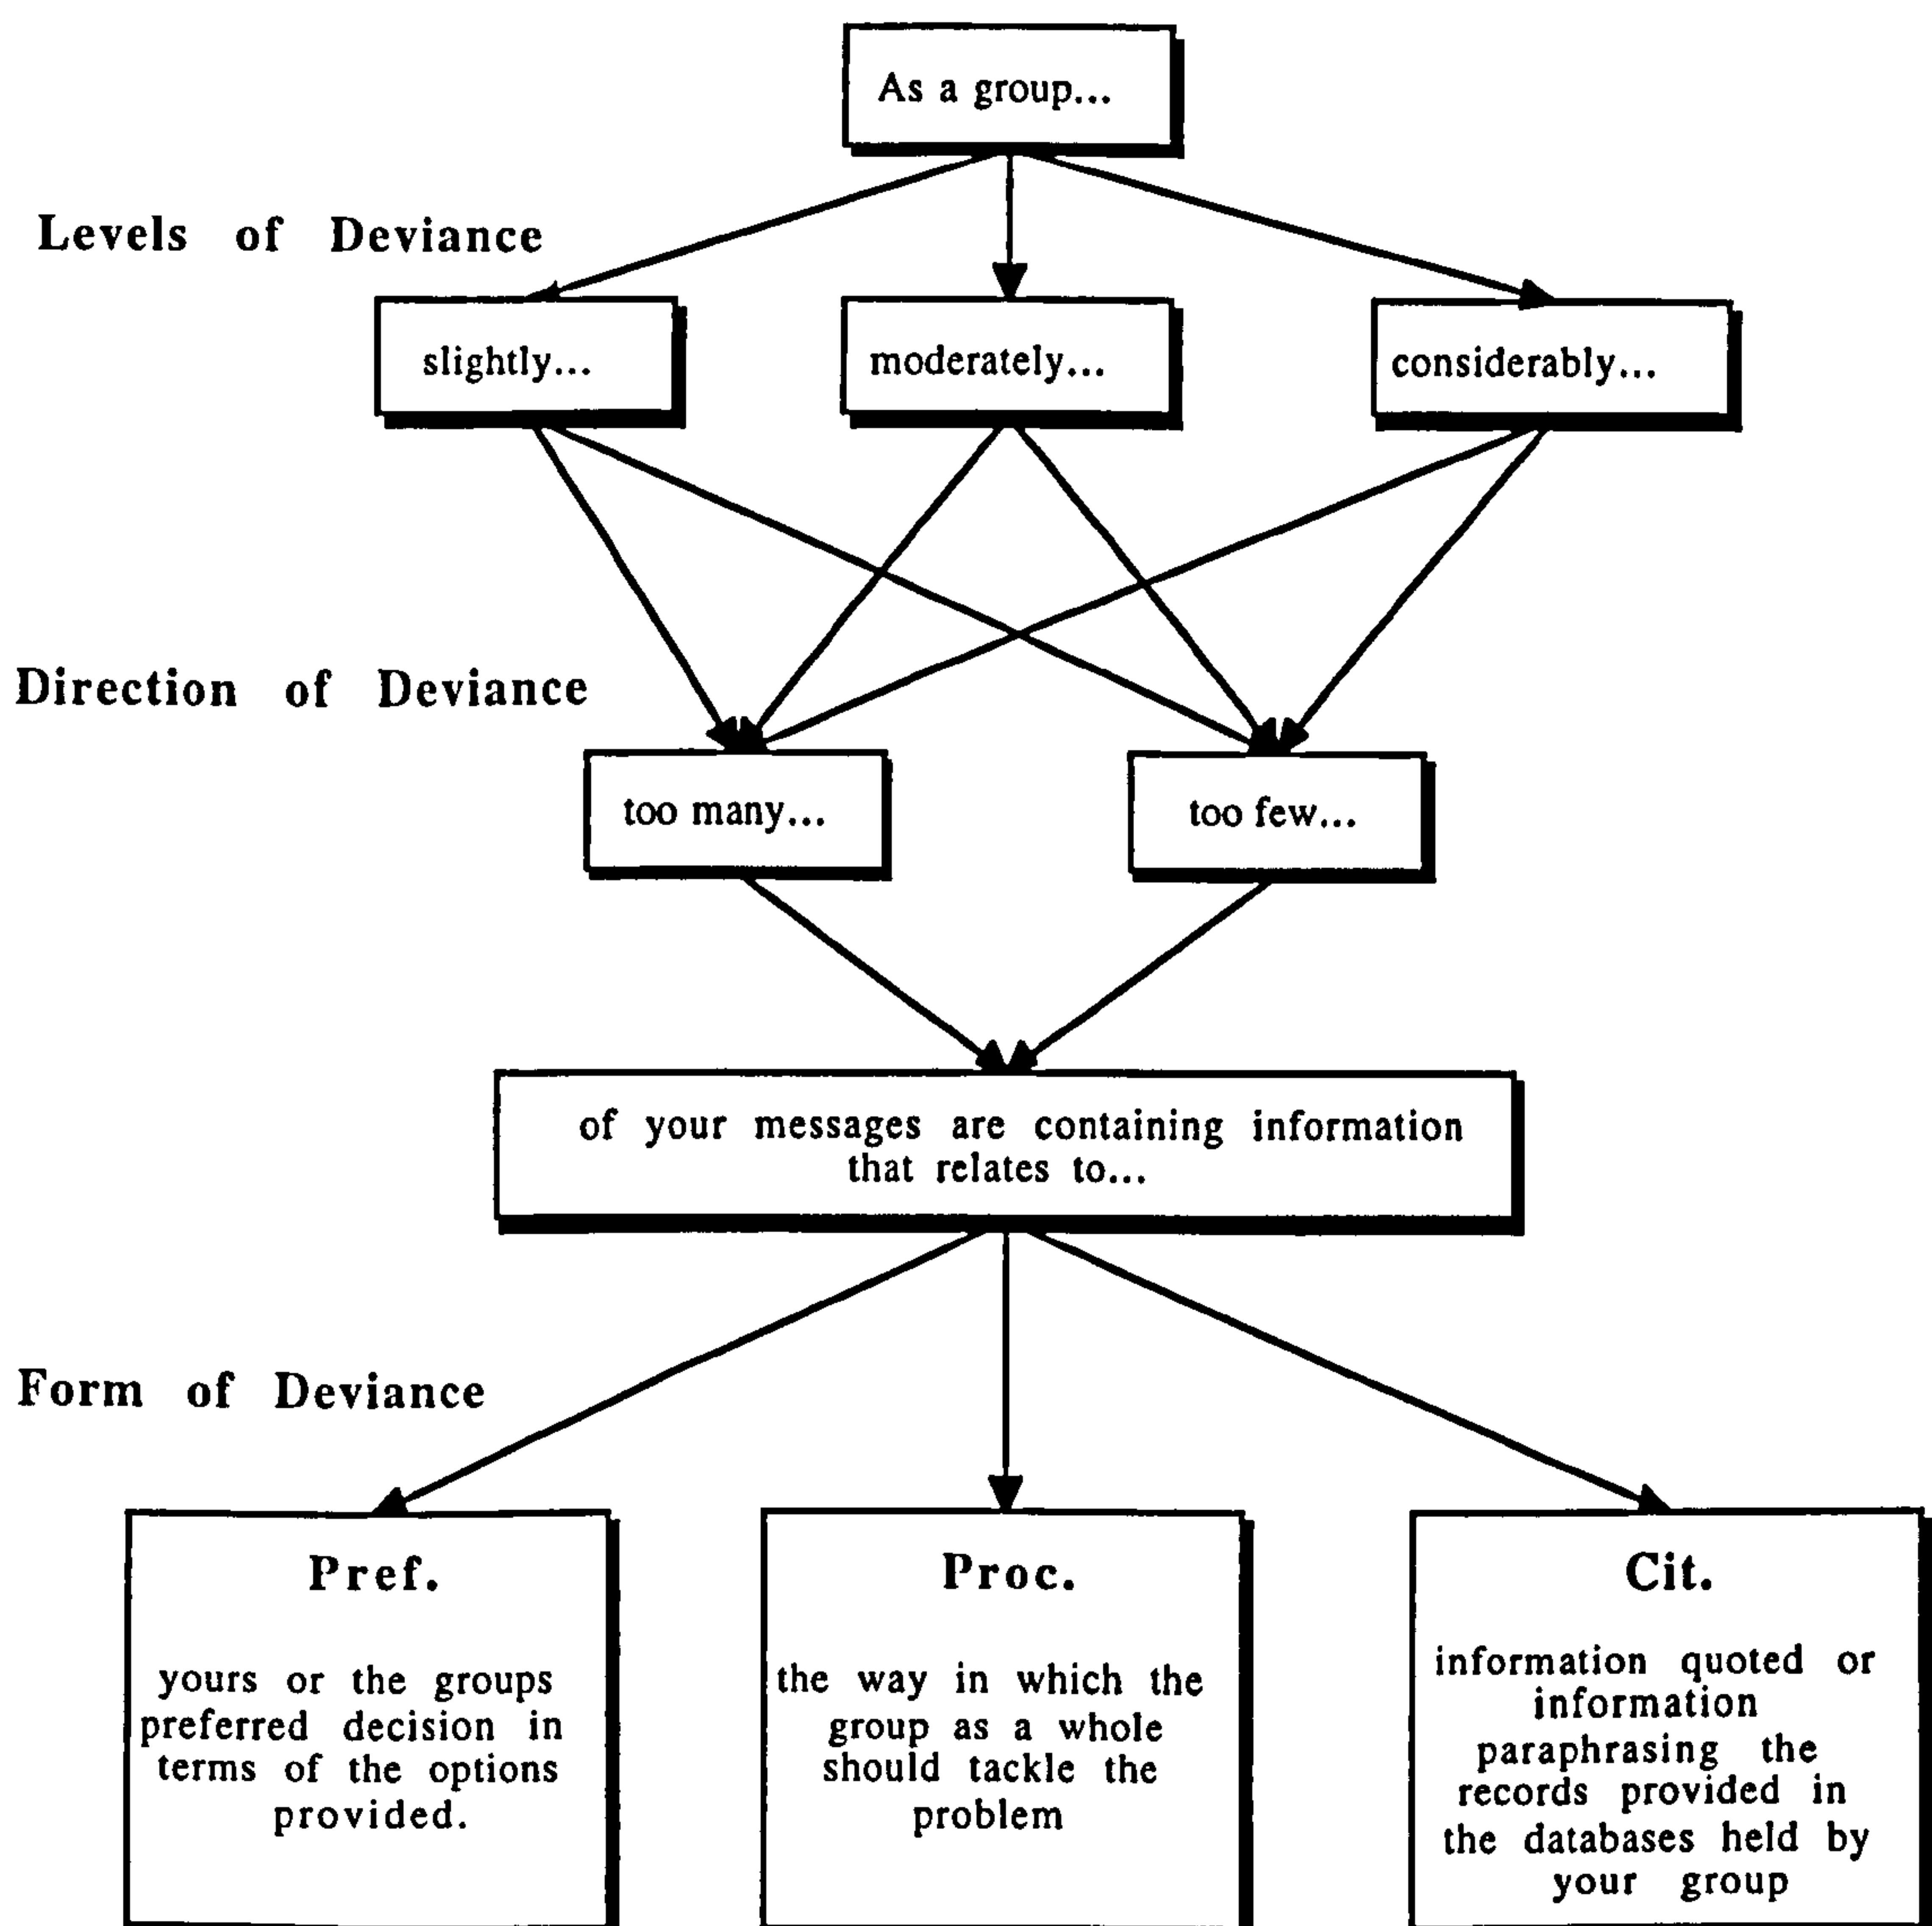 As a group...
Levels of Deviance
slightly...
moderately...
considerably...
Direction of Deviance
too many...
too few...
of your messages are containing information
that relates to...
Form of Deviance
Pref.
yours or the groups
preferred decision in
terms of the options
provided.
Proc.
the way in which the
group as a whole
should tackle the
problem
Cit.
information quoted or
information
paraphrasing the
records provided in
the databases held by
your group